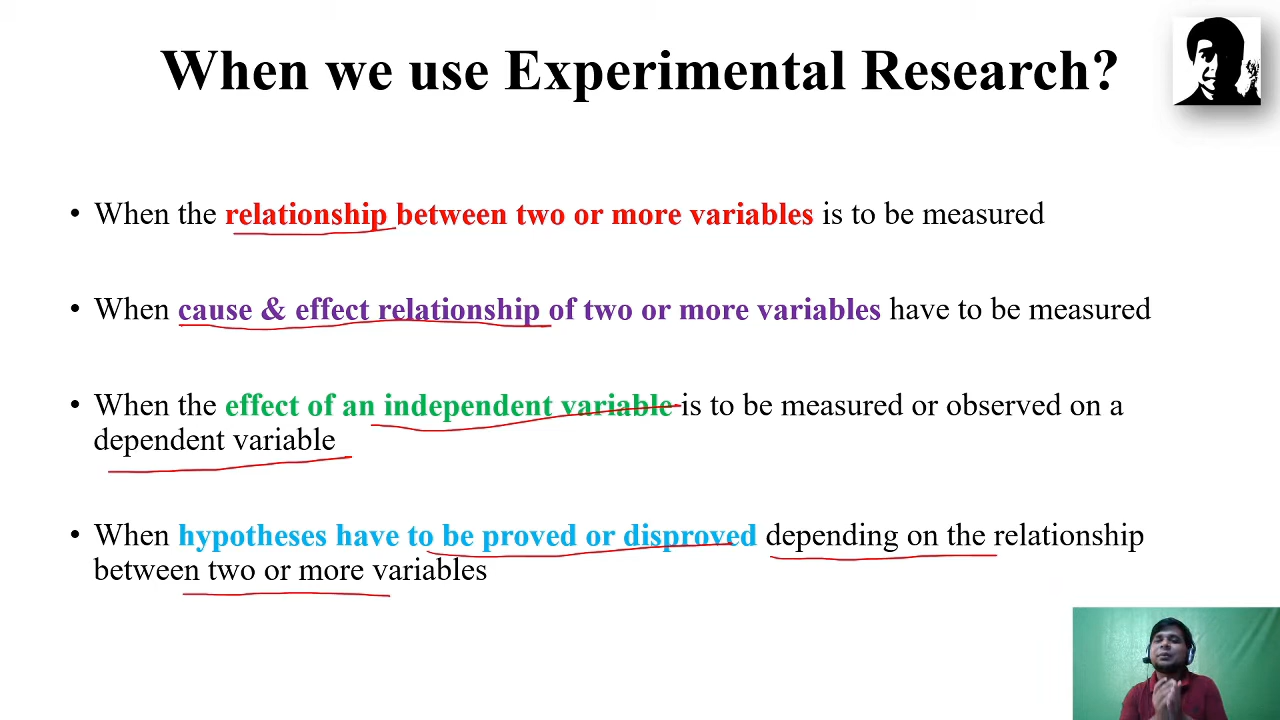 When we use Experimental Research?
• When the relationship between two or more variables is to be measured
• When cause & effect relationship of two or more variables have to be measured
• When the effect of an independent variable is to be measured or observed on a
dependent variable
• When hypotheses have to be proved or disproved depending on the relationship
between two or more variables